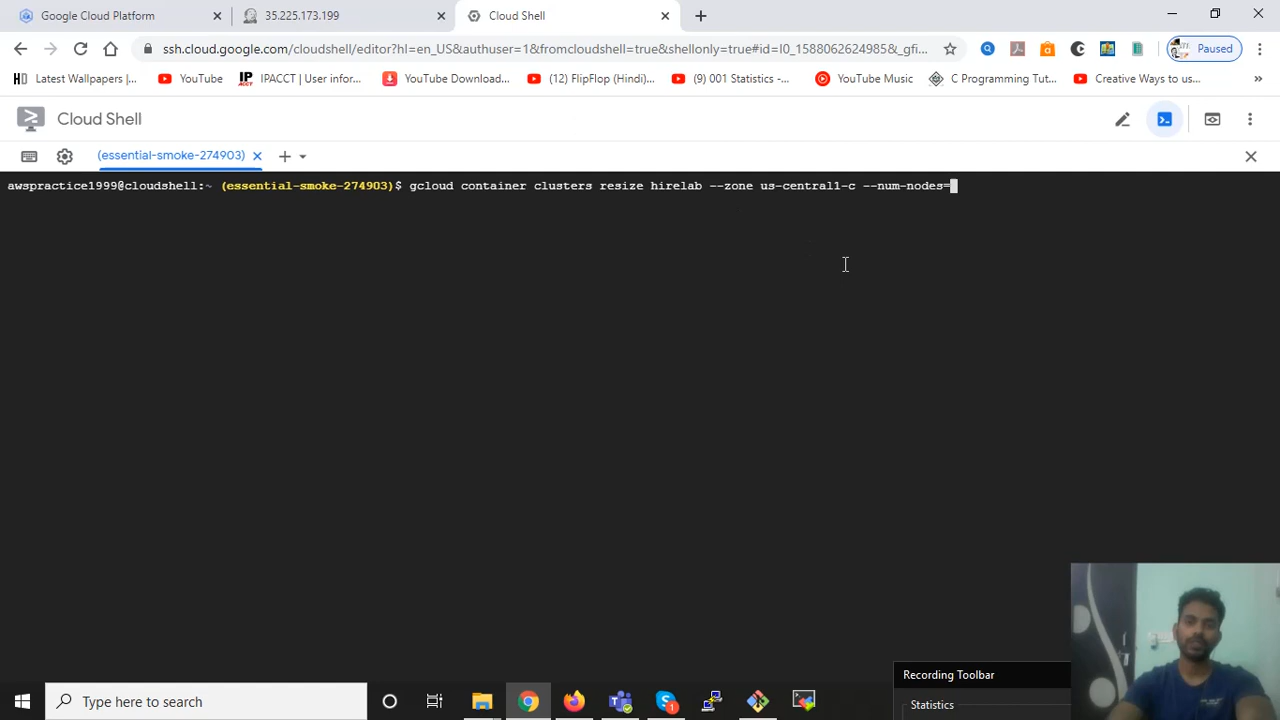 Google Cloud Platform
35.225.173.199
Cloud Shell
ssh.cloud.google.com/cloudshell/editor?hl=en_US&authuser=1&fromcloudshell=true&shellonly=true#id=I0_1588062624985&_gfi...
Paused
Latest Wallpapers |...
YouTube
IPACCT | User infor...
YouTube Download...
(12) FlipFlop (Hindi)...
(9) 001 Statistics -...
YouTube Music
C Programming Tut...
Creative Ways to us...
Cloud Shell
(essential-smoke-274903)
awspractice1999@cloudshell:~ (essential-smoke-274903)$ gcloud container clusters resize hirelab --zone us-central1-c --num-nodes=
Recording Toolbar
Statistics
Type here to search